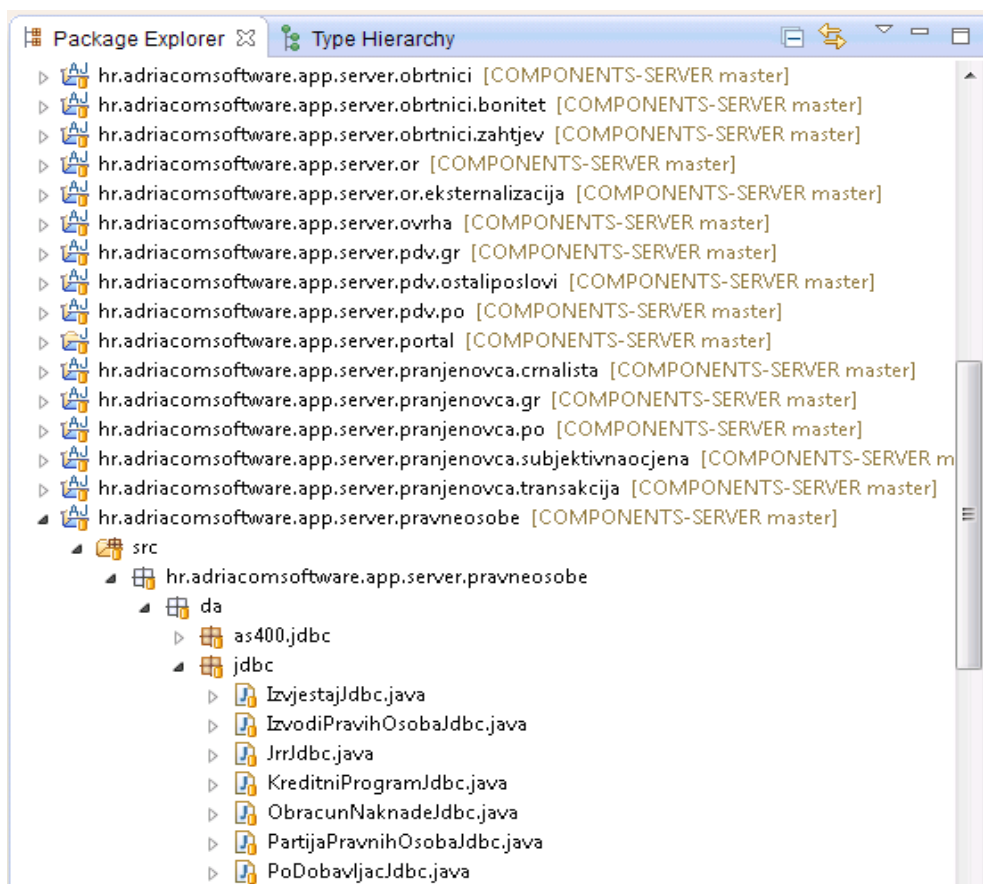 Package Explorer Type Hierarchy
hr.adriacomsoftware.app.server.obrtnici [COMPONENTS-SERVER master]
hr.adriacomsoftware.app.server.obrtnici.bonitet [COMPONENTS-SERVER master]
hr.adriacomsoftware.app.server.obrtnici.zahtjev [COMPONENTS-SERVER master]
hr.adriacomsoftware.app.server.or [COMPONENTS-SERVER master]
hr.adriacomsoftware.app.server.or.eksternalizacija [COMPONENTS-SERVER master]
hr.adriacomsoftware.app.server.ovrha [COMPONENTS-SERVER master]
hr.adriacomsoftware.app.server.pdv.gr [COMPONENTS-SERVER master]
hr.adriacomsoftware.app.server.pdv.ostaliposlovi [COMPONENTS-SERVER master]
hr.adriacomsoftware.app.server.pdv.po [COMPONENTS-SERVER master]
hr.adriacomsoftware.app.server.portal [COMPONENTS-SERVER master]
hr.adriacomsoftware.app.server.pranjenovca.crnalista [COMPONENTS-SERVER master]
hr.adriacomsoftware.app.server.pranjenovca.gr [COMPONENTS-SERVER master]
hr.adriacomsoftware.app.server.pranjenovca.po [COMPONENTS-SERVER master]
hr.adriacomsoftware.app.server.pranjenovca.subjektivnaocjena [COMPONENTS-SERVER m
hr.adriacomsoftware.app.server.pranjenovca.transakcija [COMPONENTS-SERVER master]
hr.adriacomsoftware.app.server.pravneosobe [COMPONENTS-SERVER master]
src
hr.adriacomsoftware.app.server.pravneosobe
da
as400.jdbc
jdbc
IzvjestajJdbc.java
IzvodiPravihOsobaJdbc.java
JrrJdbc.java
KreditniProgramJdbc.java
ObracunNaknadeJdbc.java
PartijaPravnihOsobaJdbc.java
PoDobavljacJdbc.java